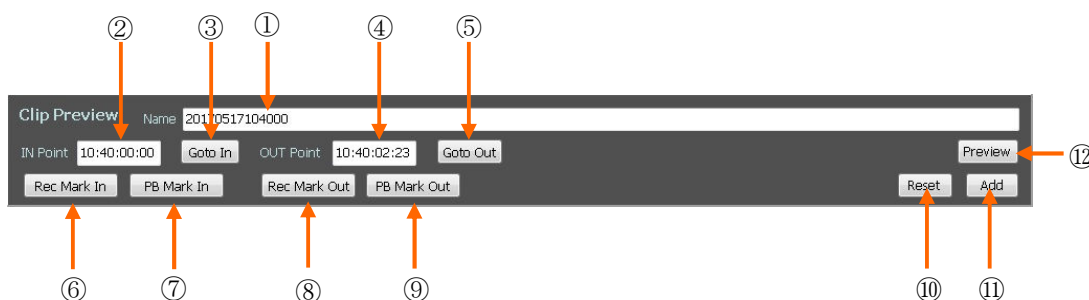 ② ③ ① ④ ⑤
Clip Preview Name 20170517104000
IN Point 10:40:00:00 Goto In OUT Point 10:40:02:23 Goto Out Preview
⑫
Rec Mark In PB Mark In Rec Mark Out PB Mark Out Reset Add
⑥ ⑦ ⑧ ⑨ ⑩ ⑪